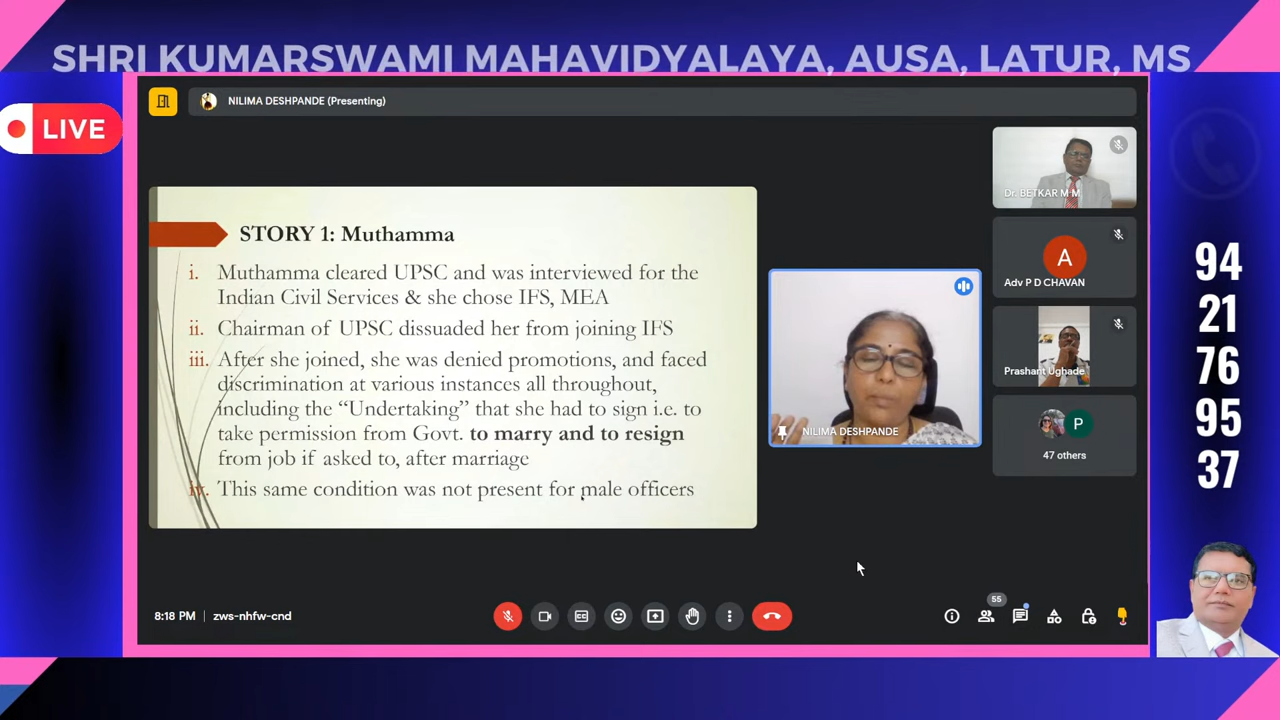 SHRI KUMARSWAMI MAHAVIDYALAYA, AUSA, LATUR, MS
LIVE
NILIMA DESHPANDE (Presenting)
STORY 1: Muthamma
i. Muthamma cleared UPSC and was interviewed for the
Indian Civil Services & she chose IFS, MEA
ii. Chairman of UPSC dissuaded her from joining IFS
iii. After she joined, she was denied promotions, and faced
discrimination at various instances all throughout,
including the “Undertaking” that she had to sign i.e. to
take permission from Govt. to marry and to resign
from job if asked to, after marriage
iv. This same condition was not present for male officers
NILIMA DESHPANDE
Dr. BETKAR M M
A
Adv P D CHAVAN
Prashant Ughade
P
47 others
94
21
76
95
37
8:18 PM
zws-nhfw-cnd
CC
55